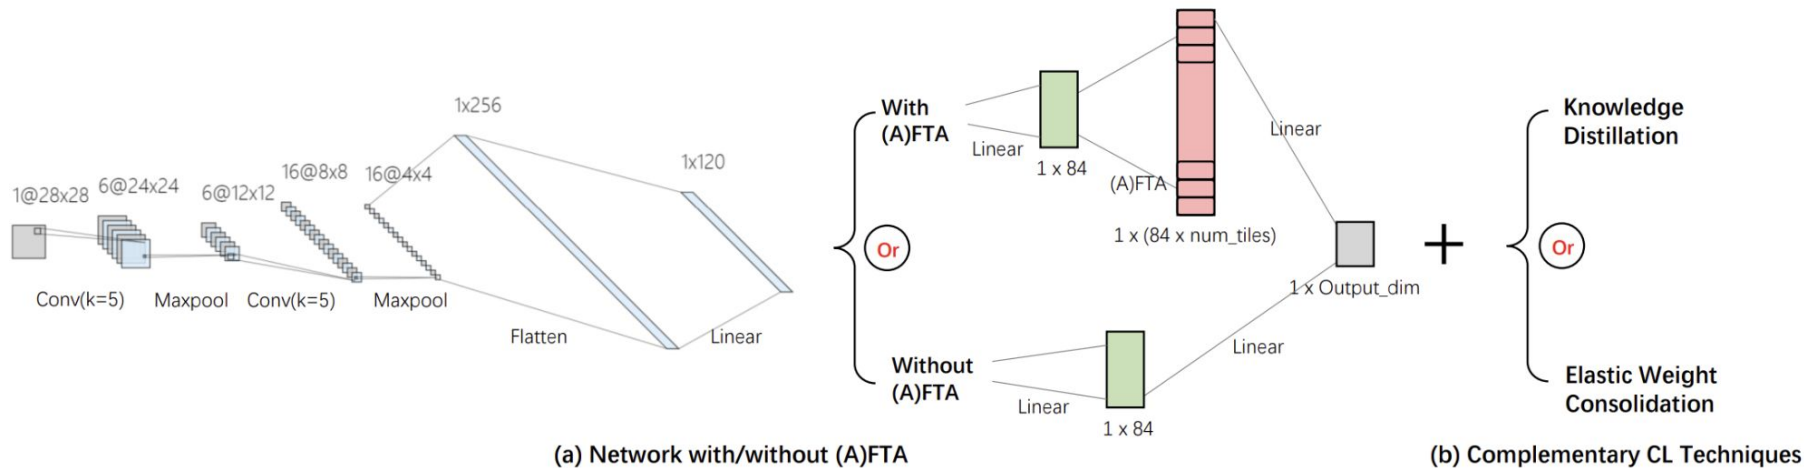 1@28x28
6@24x24
6@12x12
16@8x8
16@4x4
1x256
1x120
Conv(k=5)
Maxpool
Conv(k=5)
Maxpool
Flatten
Linear
With
(A)FTA
Linear
1 x 84
(A)FTA
1 x (84 x num_tiles)
Linear
Or
Without
(A)FTA
Linear
1 x 84
Linear
1 x Output_dim
+
Knowledge
Distillation
Or
Elastic Weight
Consolidation
(a) Network with/without (A)FTA
(b) Complementary CL Techniques